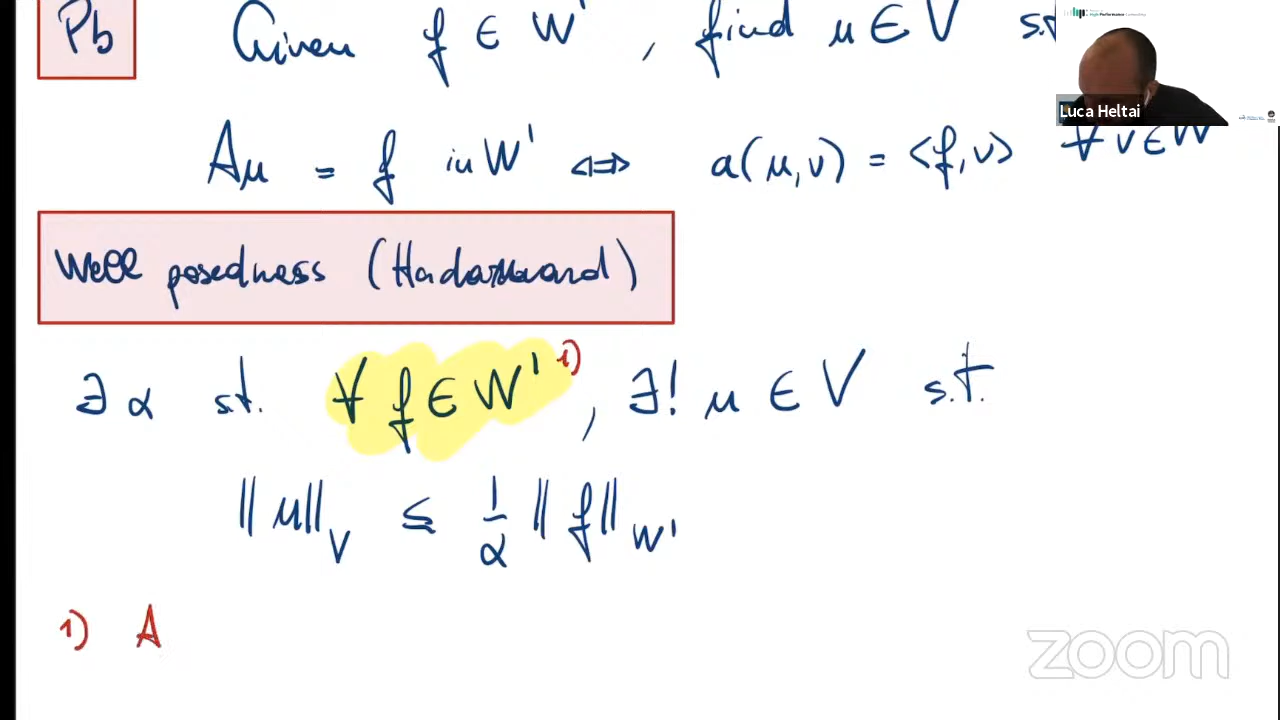 Pb Given f ∈ W' , find u ∈ V s.t
Luca Heltai
Au = f in W' ⇔ a(u,v) = <f,v> ∀ v ∈ W
Well posedness (Hadamard)
∃ α s.t. ∀ f ∈ W' 1) , ∃! u ∈ V s.t.
||u||_V ≤ 1/α ||f||_W'
1) A
zoom